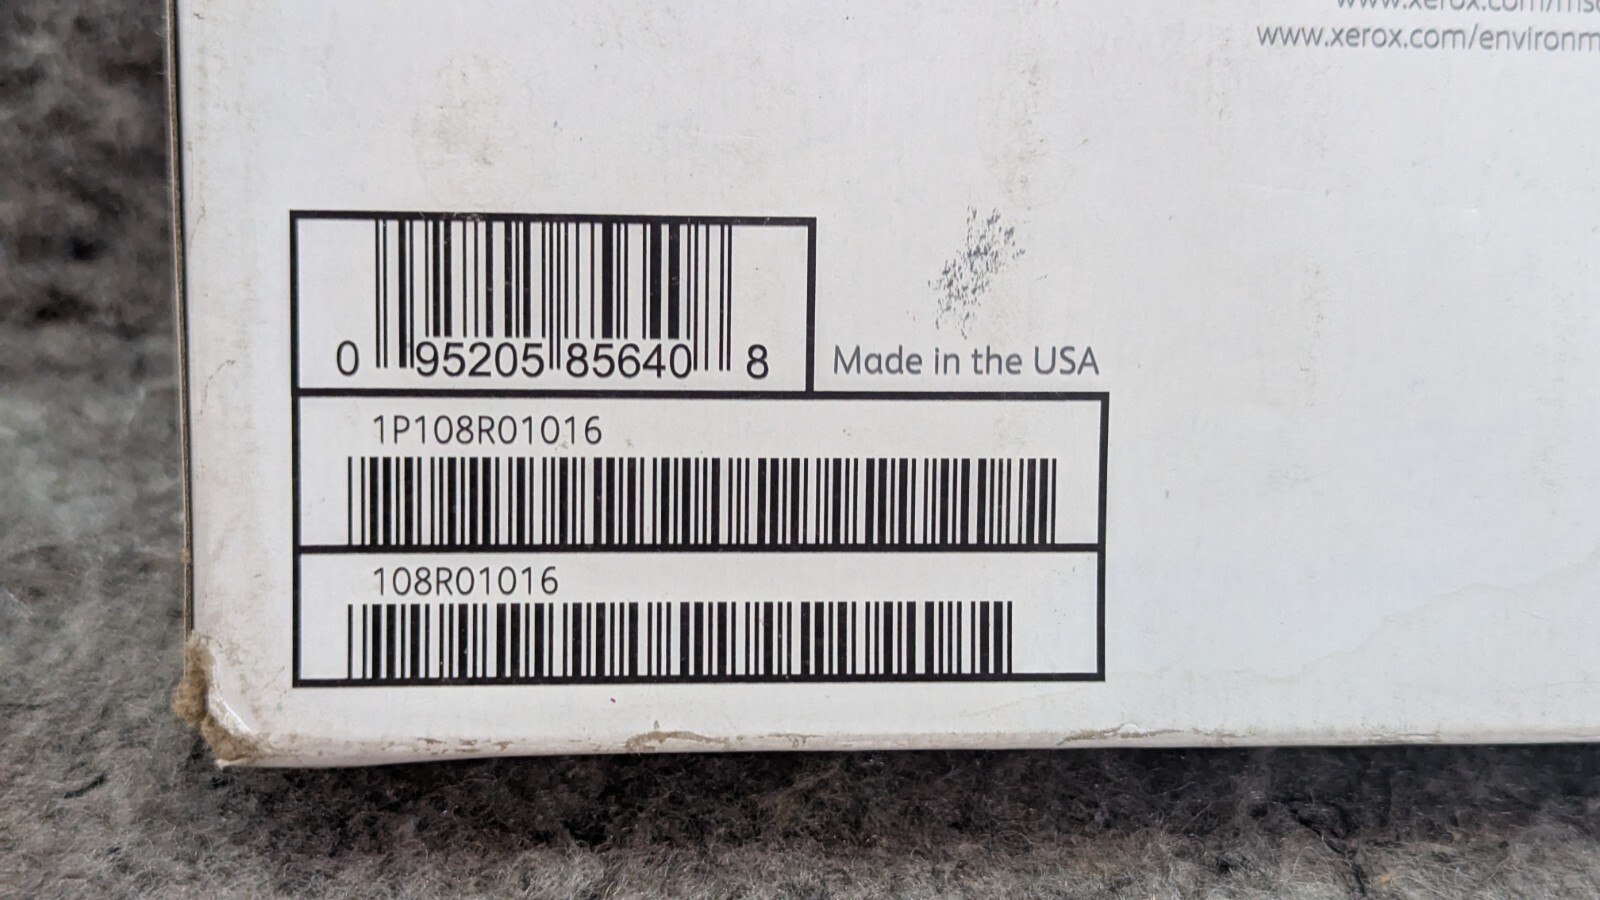 www.xerox.com/environm
0 95205 85640 8
Made in the USA
1P108R01016
108R01016